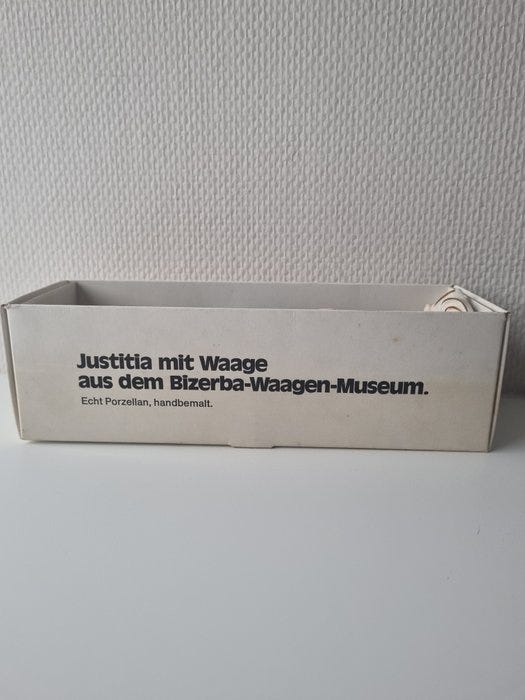 Justitia mit Waage
aus dem Bizerba-Waagen-Museum.
Echt Porzellan, handbemalt.